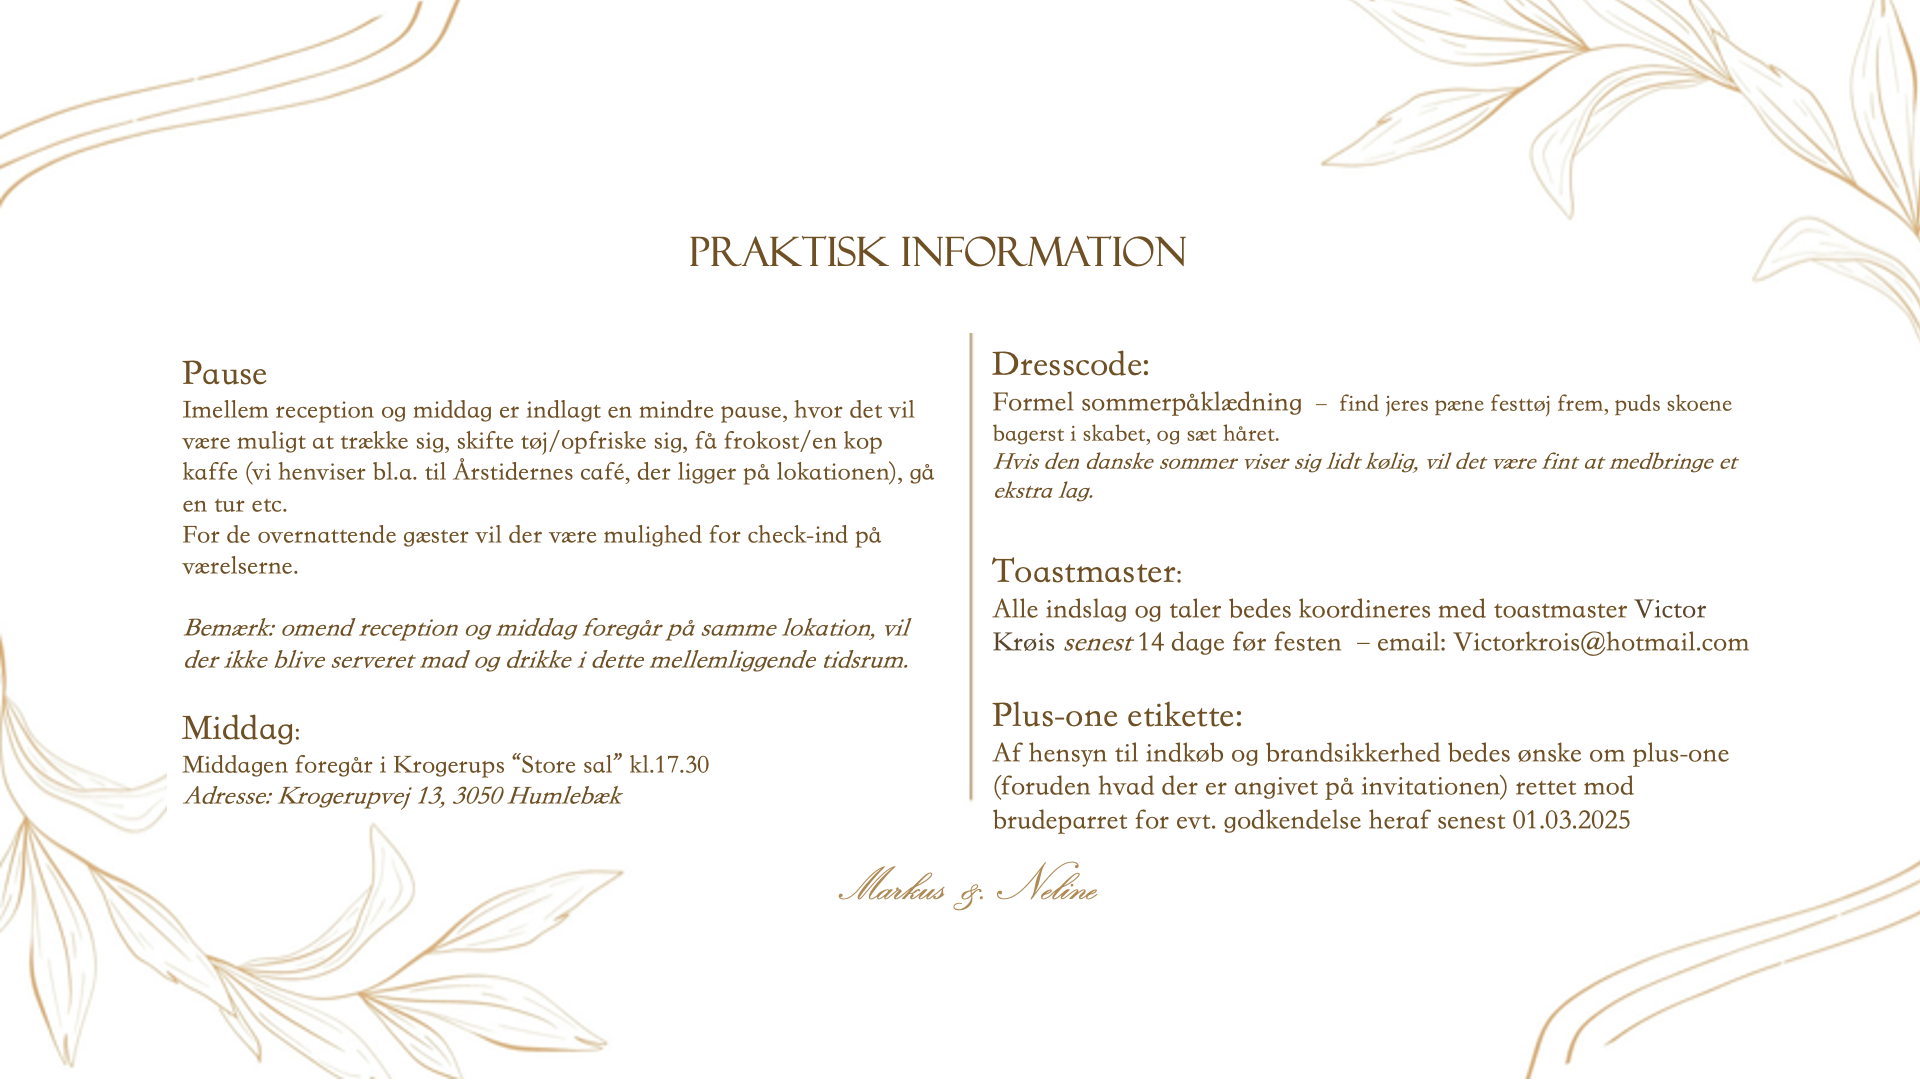 PRAKTISK INFORMATION
Pause
Imellem reception og middag er indlagt en mindre pause, hvor det vil
være muligt at trække sig, skifte tøj/opfriske sig, få frokost/en kop
kaffe (vi henviser bl.a. til Årstidernes café, der ligger på lokationen), gå
en tur etc.
For de overnattende gæster vil der være mulighed for check-ind på
værelserne.
Bemærk: omend reception og middag foregår på samme lokation, vil
der ikke blive serveret mad og drikke i dette mellemliggende tidsrum.
Middag:
Middagen foregår i Krogerups “Store sal” kl.17.30
Adresse: Krogerupvej 13, 3050 Humlebæk
Dresscode:
Formel sommerpåklædning – find jeres pæne festtøj frem, puds skoene
bagerst i skabet, og sæt håret.
Hvis den danske sommer viser sig lidt kølig, vil det være fint at medbringe et
ekstra lag.
Toastmaster:
Alle indslag og taler bedes koordineres med toastmaster Victor
Krøis senest 14 dage før festen – email: Victorkrois@hotmail.com
Plus-one etikette:
Af hensyn til indkøb og brandsikkerhed bedes ønske om plus-one
(foruden hvad der er angivet på invitationen) rettet mod
brudeparret for evt. godkendelse heraf senest 01.03.2025
Markus &. Neline